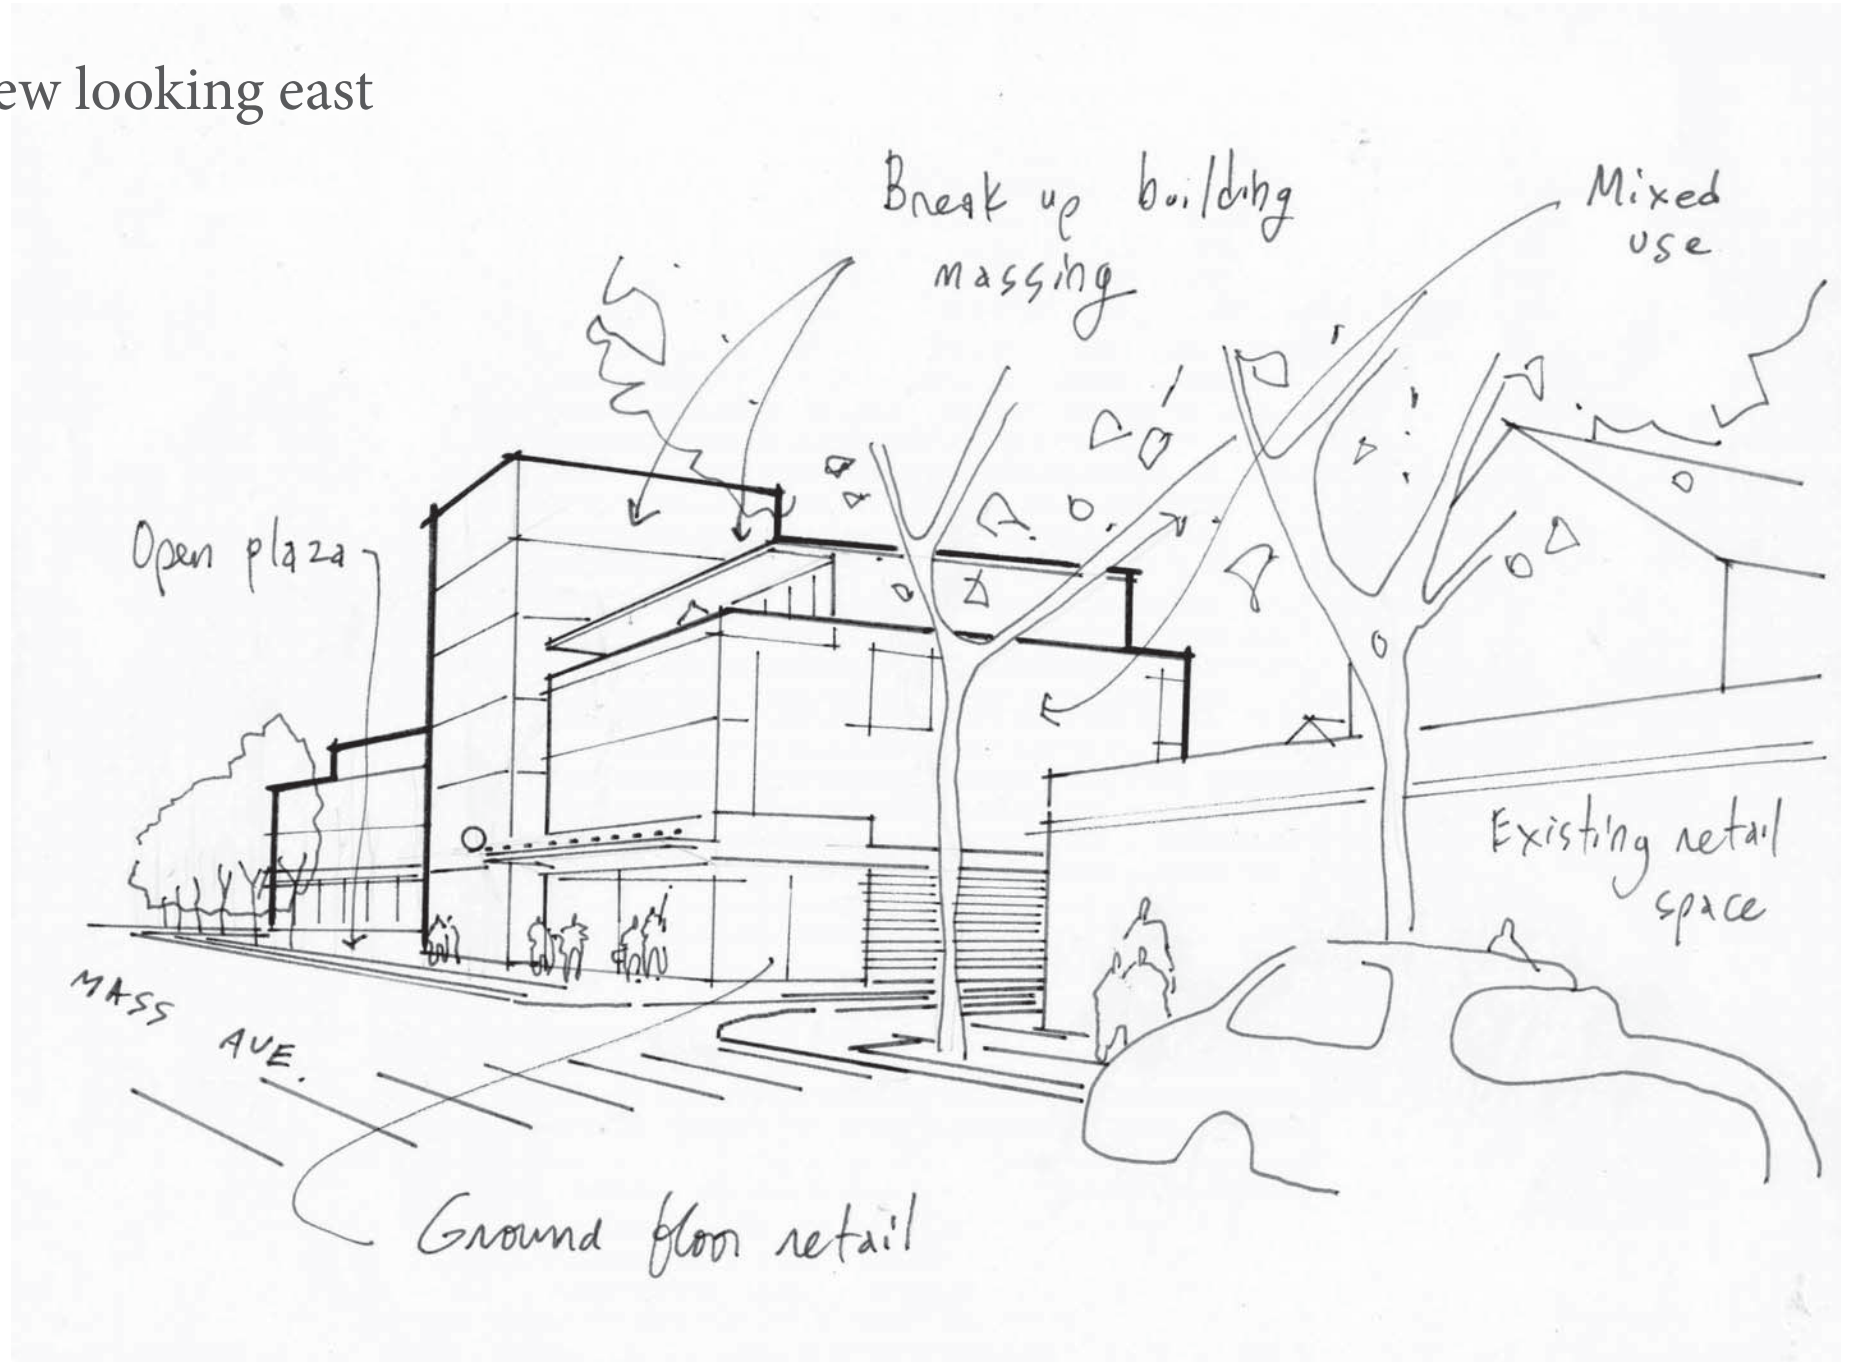 ew looking east
Break up building
massing
Mixed
use
Open plaza
Existing retail
space
MASS
AVE.
Ground floor retail